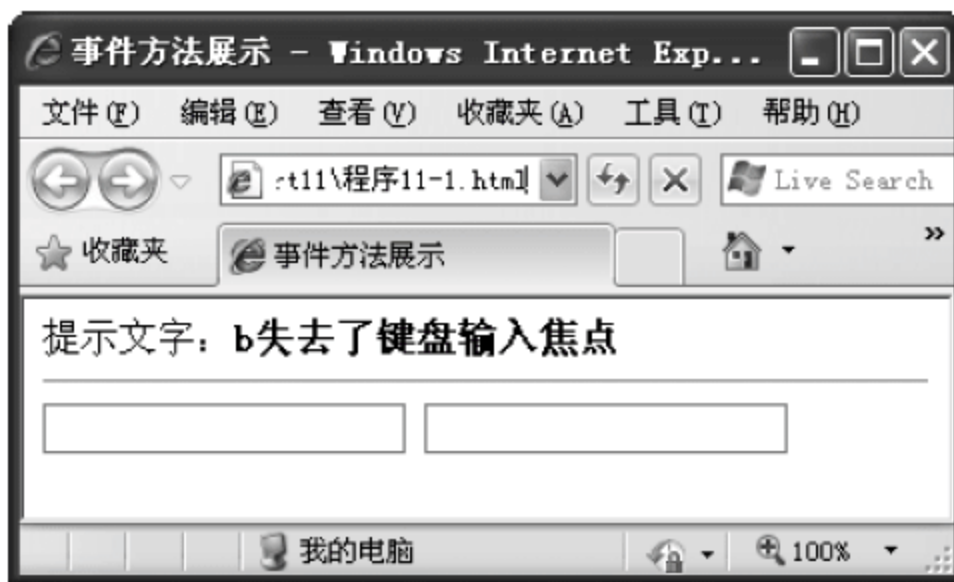 事件方法展示 - Windows Internet Exp...
文件(F) 编辑(E) 查看(V) 收藏夹(A) 工具(T) 帮助(H)
t11\程序11-1.html Live Search
收藏夹 事件方法展示 »
提示文字：b失去了键盘输入焦点
我的电脑 100%